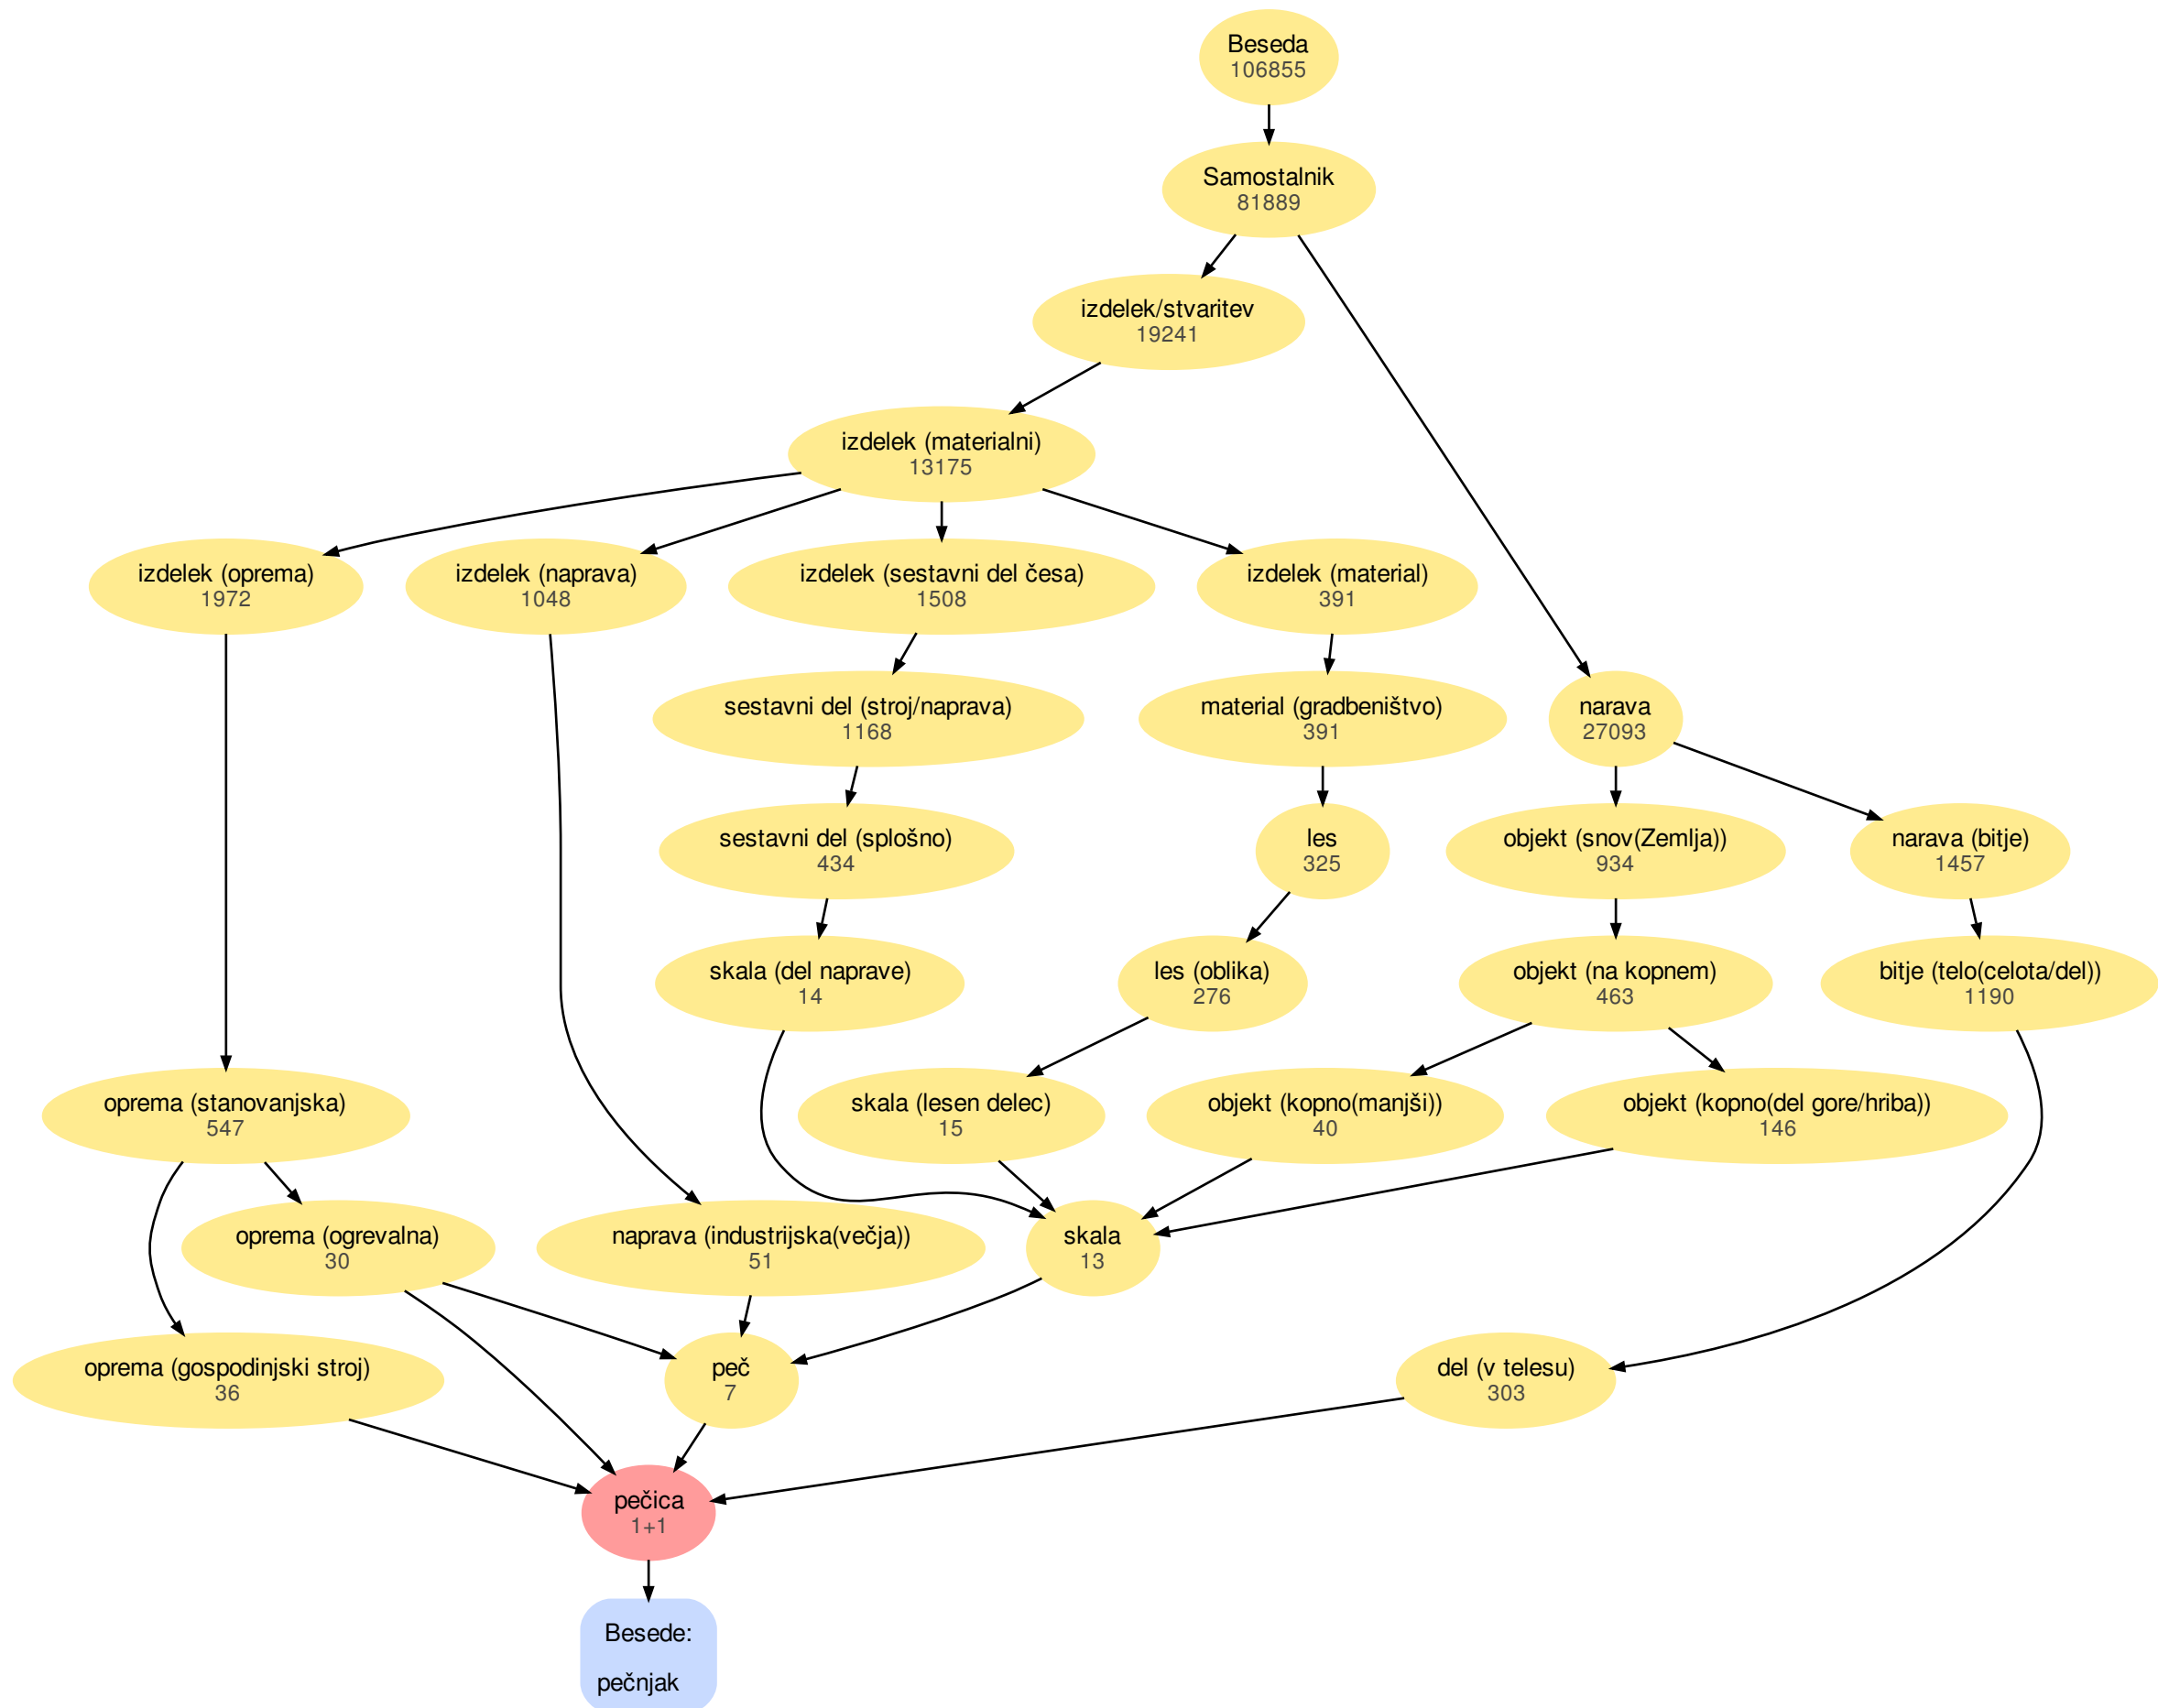 Beseda
106855
Samostalnik
81889
izdelek/stvaritev
19241
izdelek (materialni)
13175
izdelek (oprema)
1972
izdelek (naprava)
1048
izdelek (sestavni del česa)
1508
izdelek (material)
391
sestavni del (stroj/naprava)
1168
material (gradbeništvo)
391
narava
27093
sestavni del (splošno)
434
les
325
objekt (snov(Zemlja))
934
narava (bitje)
1457
skala (del naprave)
14
les (oblika)
276
objekt (na kopnem)
463
bitje (telo(celota/del))
1190
oprema (stanovanjska)
547
skala (lesen delec)
15
objekt (kopno(manjši))
40
objekt (kopno(del gore/hriba))
146
oprema (ogrevalna)
30
naprava (industrijska(večja))
51
skala
13
oprema (gospodinjski stroj)
36
peč
7
del (v telesu)
303
pečica
1+1
Besede:
pečnjak